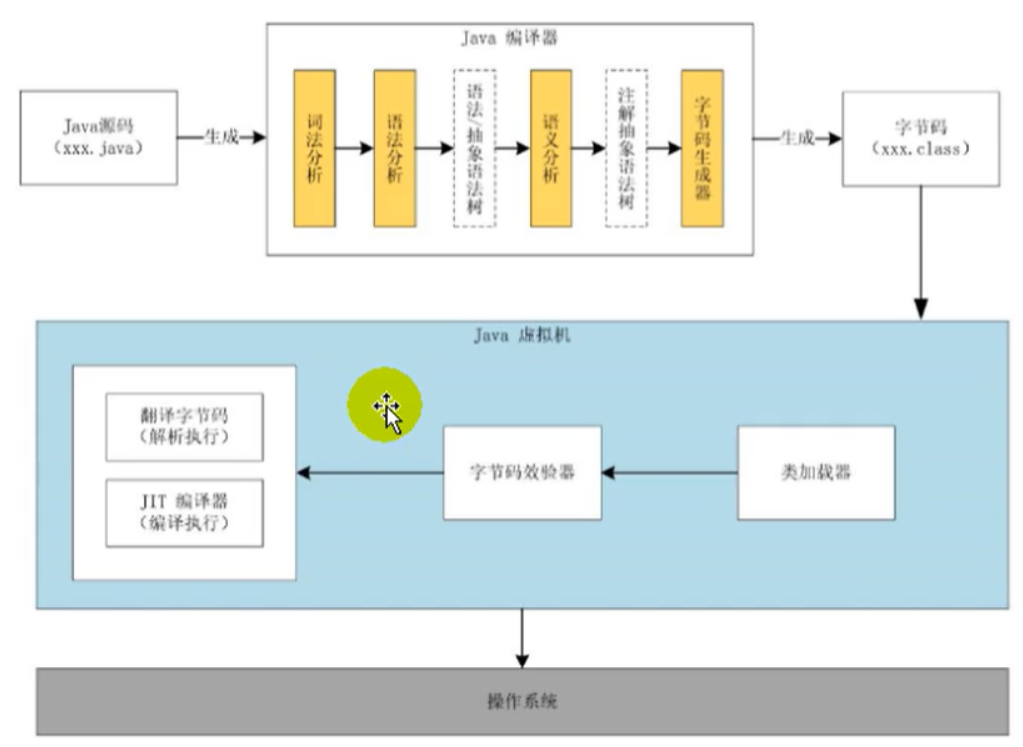 Java 编译器
Java源码
（xxx.java）
生成
词法分析
语法分析
语法/抽象语法树
语义分析
注解抽象语法树
字节码生成器
生成
字节码
（xxx.class）
Java 虚拟机
翻译字节码
（解析执行）
JIT 编译器
（编译执行）
字节码效验器
类加载器
操作系统